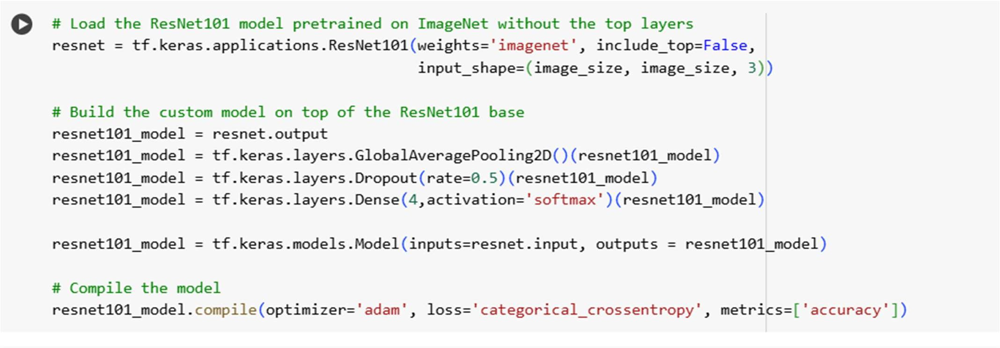 # Load the ResNet101 model pretrained on ImageNet without the top layers
resnet = tf.keras.applications.ResNet101(weights='imagenet', include_top=False,
                                         input_shape=(image_size, image_size, 3))
# Build the custom model on top of the ResNet101 base
resnet101_model = resnet.output
resnet101_model = tf.keras.layers.GlobalAveragePooling2D()(resnet101_model)
resnet101_model = tf.keras.layers.Dropout(rate=0.5)(resnet101_model)
resnet101_model = tf.keras.layers.Dense(4,activation='softmax')(resnet101_model)
resnet101_model = tf.keras.models.Model(inputs=resnet.input, outputs = resnet101_model)
# Compile the model
resnet101_model.compile(optimizer='adam', loss='categorical_crossentropy', metrics=['accuracy'])